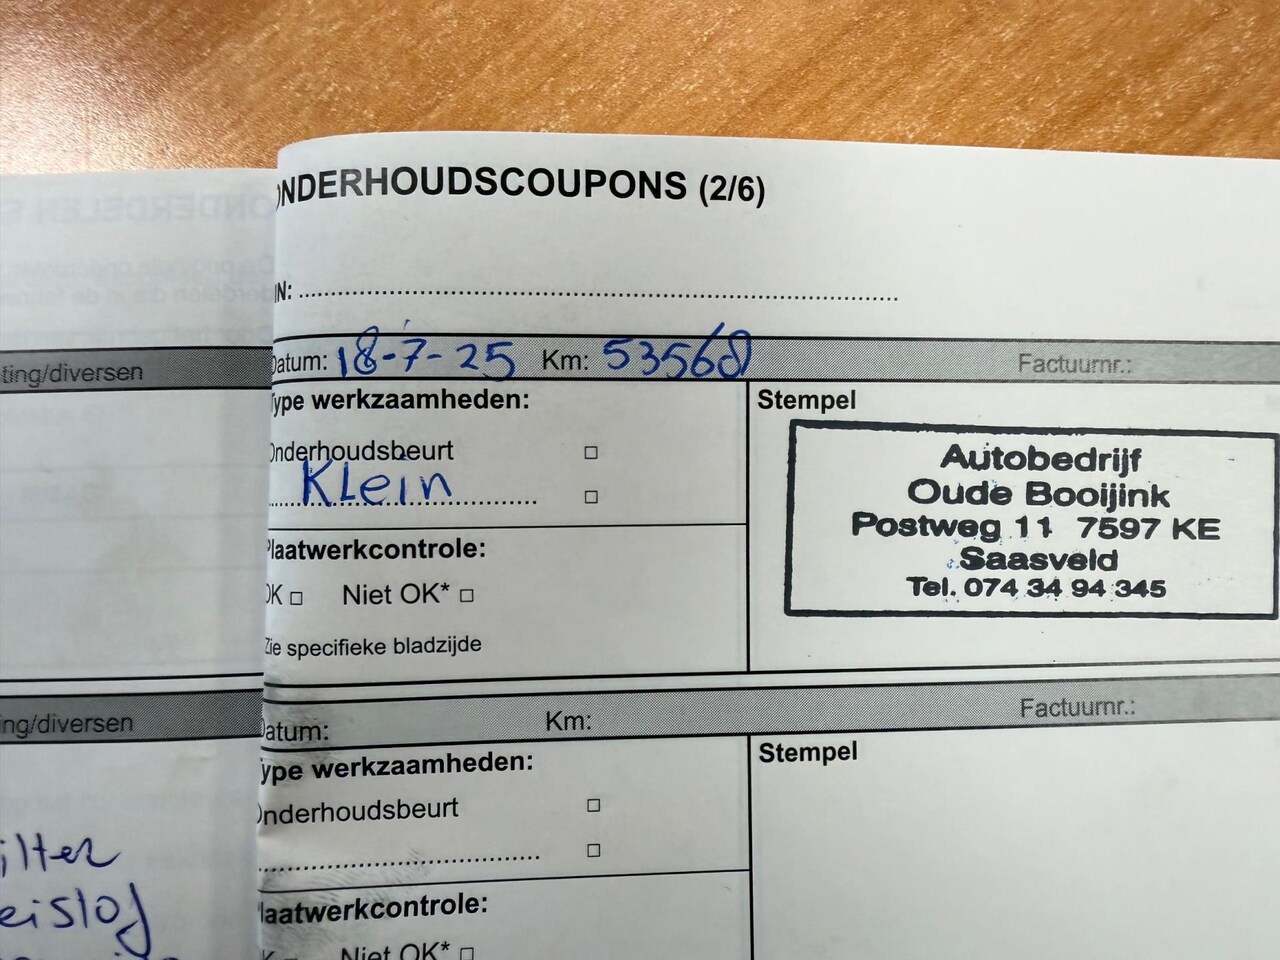 NDERHOUDSCOUPONS (2/6)
IN: ........................................................................
ting/diversen
Datum: 18-7-25 Km: 53568 Factuurnr.:
Type werkzaamheden:
Stempel
Onderhoudsbeurt □
Klein □
Autobedrijf
Oude Booijink
Postweg 11 7597 KE
Saasveld
Tel. 074 34 94 345
Plaatwerkcontrole:
OK □ Niet OK* □
Zie specifieke bladzijde
ing/diversen
Datum: Km: Factuurnr.:
Type werkzaamheden:
Stempel
Onderhoudsbeurt □
........................................ □
ilter
eislof
Plaatwerkcontrole:
K □ Niet OK* □